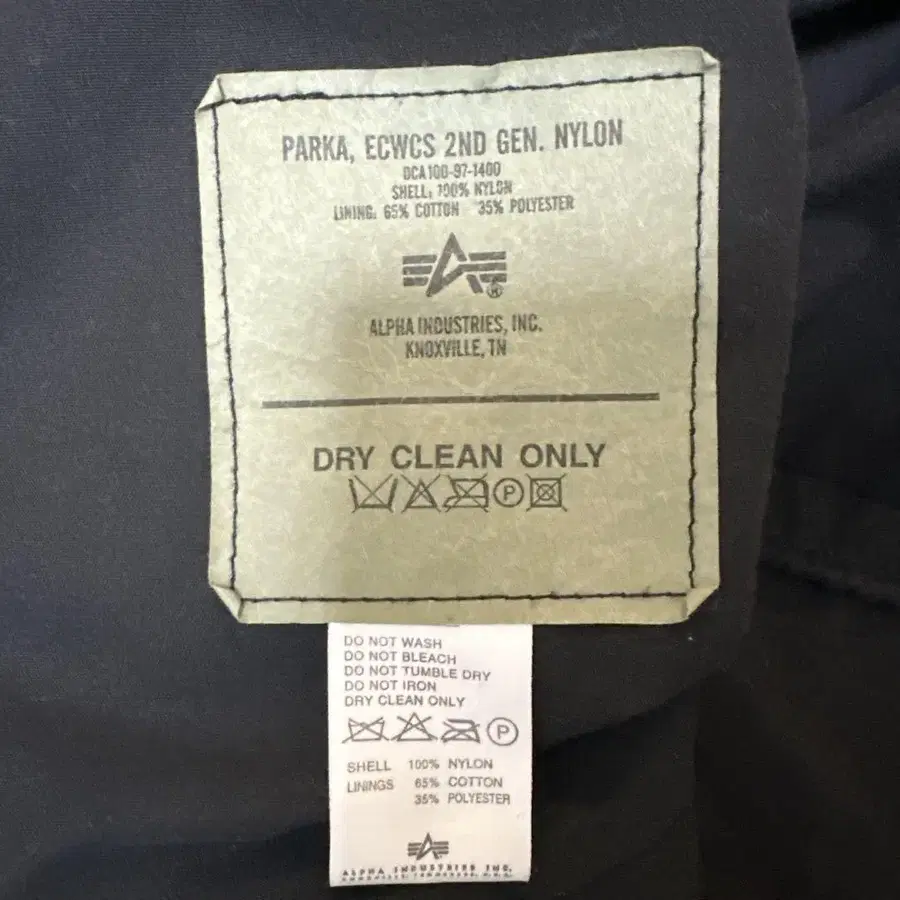 PARKA, ECWCS 2ND GEN. NYLON
DCA100-97-1400
SHELL: 100% NYLON
LINING: 65% COTTON 35% POLYESTER
®
ALPHA INDUSTRIES, INC.
KNOXVILLE, TN
DRY CLEAN ONLY
P
DO NOT WASH
DO NOT BLEACH
DO NOT TUMBLE DRY
DO NOT IRON
DRY CLEAN ONLY
P
SHELL 100% NYLON
LININGS 65% COTTON
35% POLYESTER
ALPHA INDUSTRIES INC.
KNOXVILLE, TENNESSEE, U.S.A.